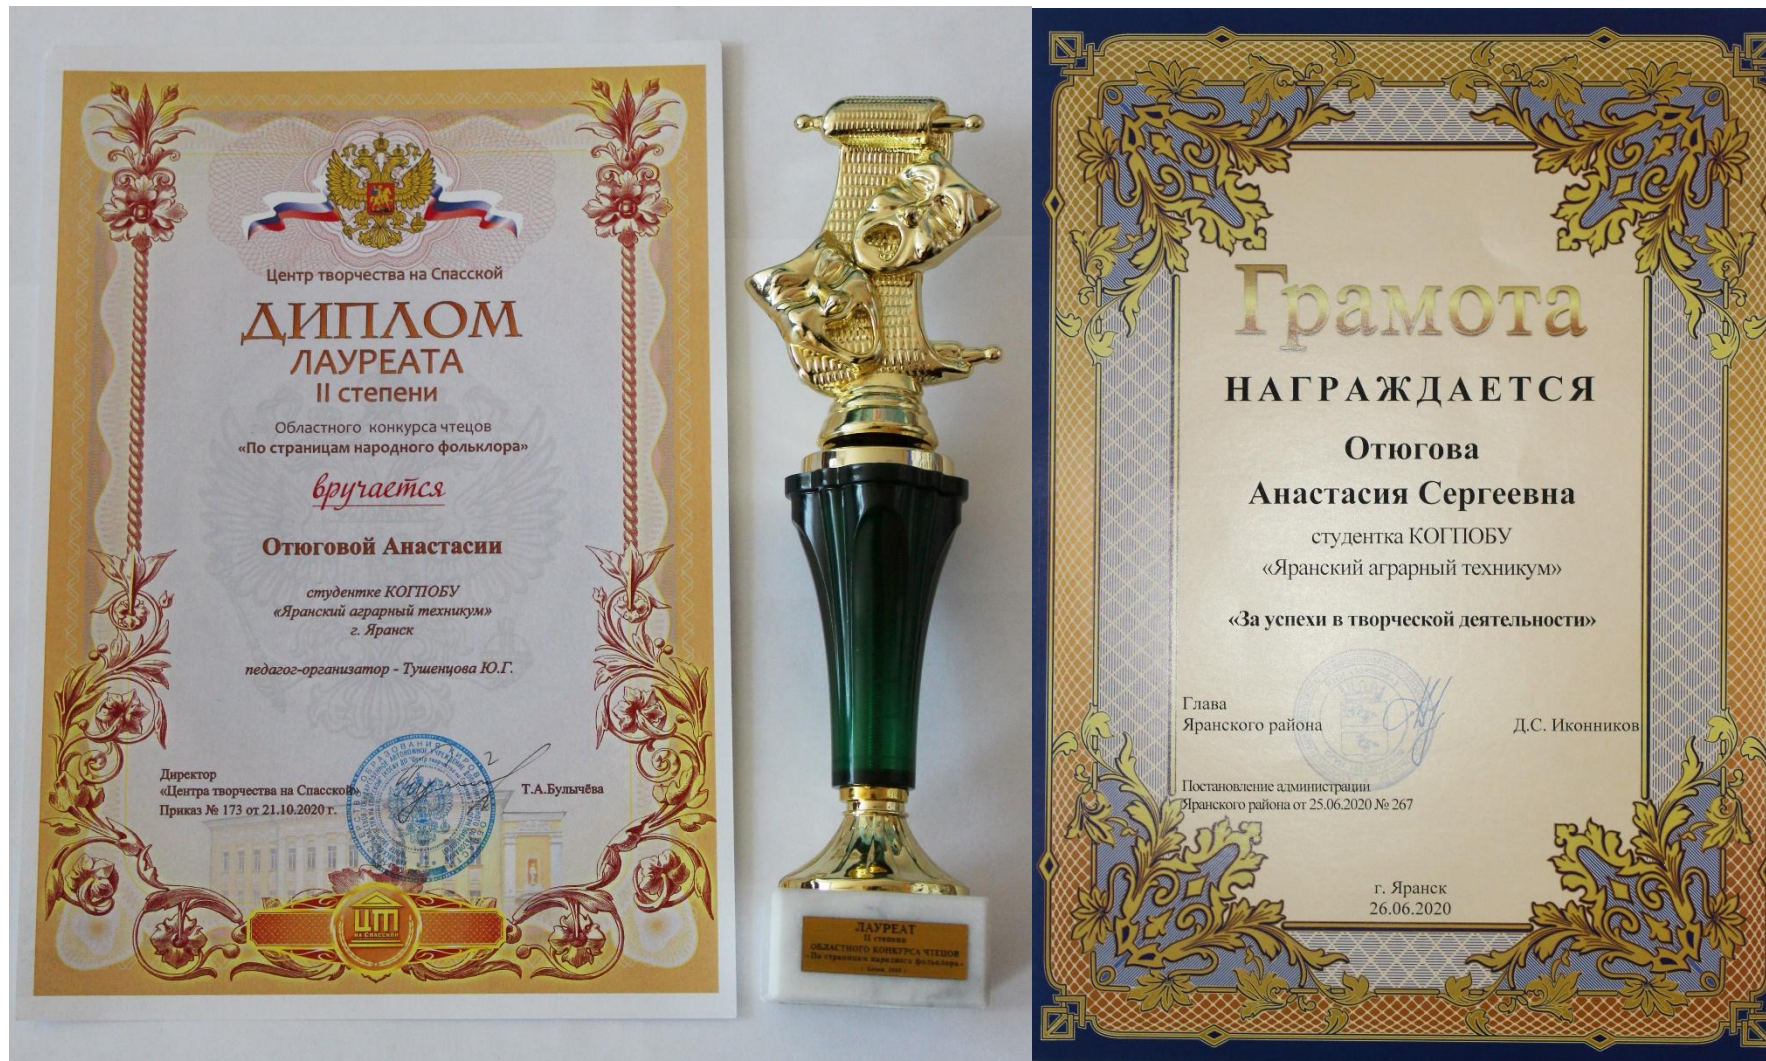 Центр творчества на Спасской
ДИПЛОМ
ЛАУРЕАТА
II степени
Областного конкурса чтецов
«По страницам народного фольклора»
вручается
Отюговой Анастасии
студентке КОГПОБУ
«Яранский аграрный техникум»
г. Яранск
педагог-организатор - Тушенцова Ю.Г.
Директор
«Центра творчества на Спасской»
Т.А.Булычёва
Приказ № 173 от 21.10.2020 г.
ЦТ
НА СПАССКОЙ
ЛАУРЕАТ
II степени
ОБЛАСТНОГО КОНКУРСА ЧТЕЦОВ
«По страницам народного фольклора»
Грамота
НАГРАЖДАЕТСЯ
Отюгова
Анастасия Сергеевна
студентка КОГПОБУ
«Яранский аграрный техникум»
«За успехи в творческой деятельности»
Глава
Яранского района
Д.С. Иконников
Постановление администрации
Яранского района от 25.06.2020 № 267
г. Яранск
26.06.2020